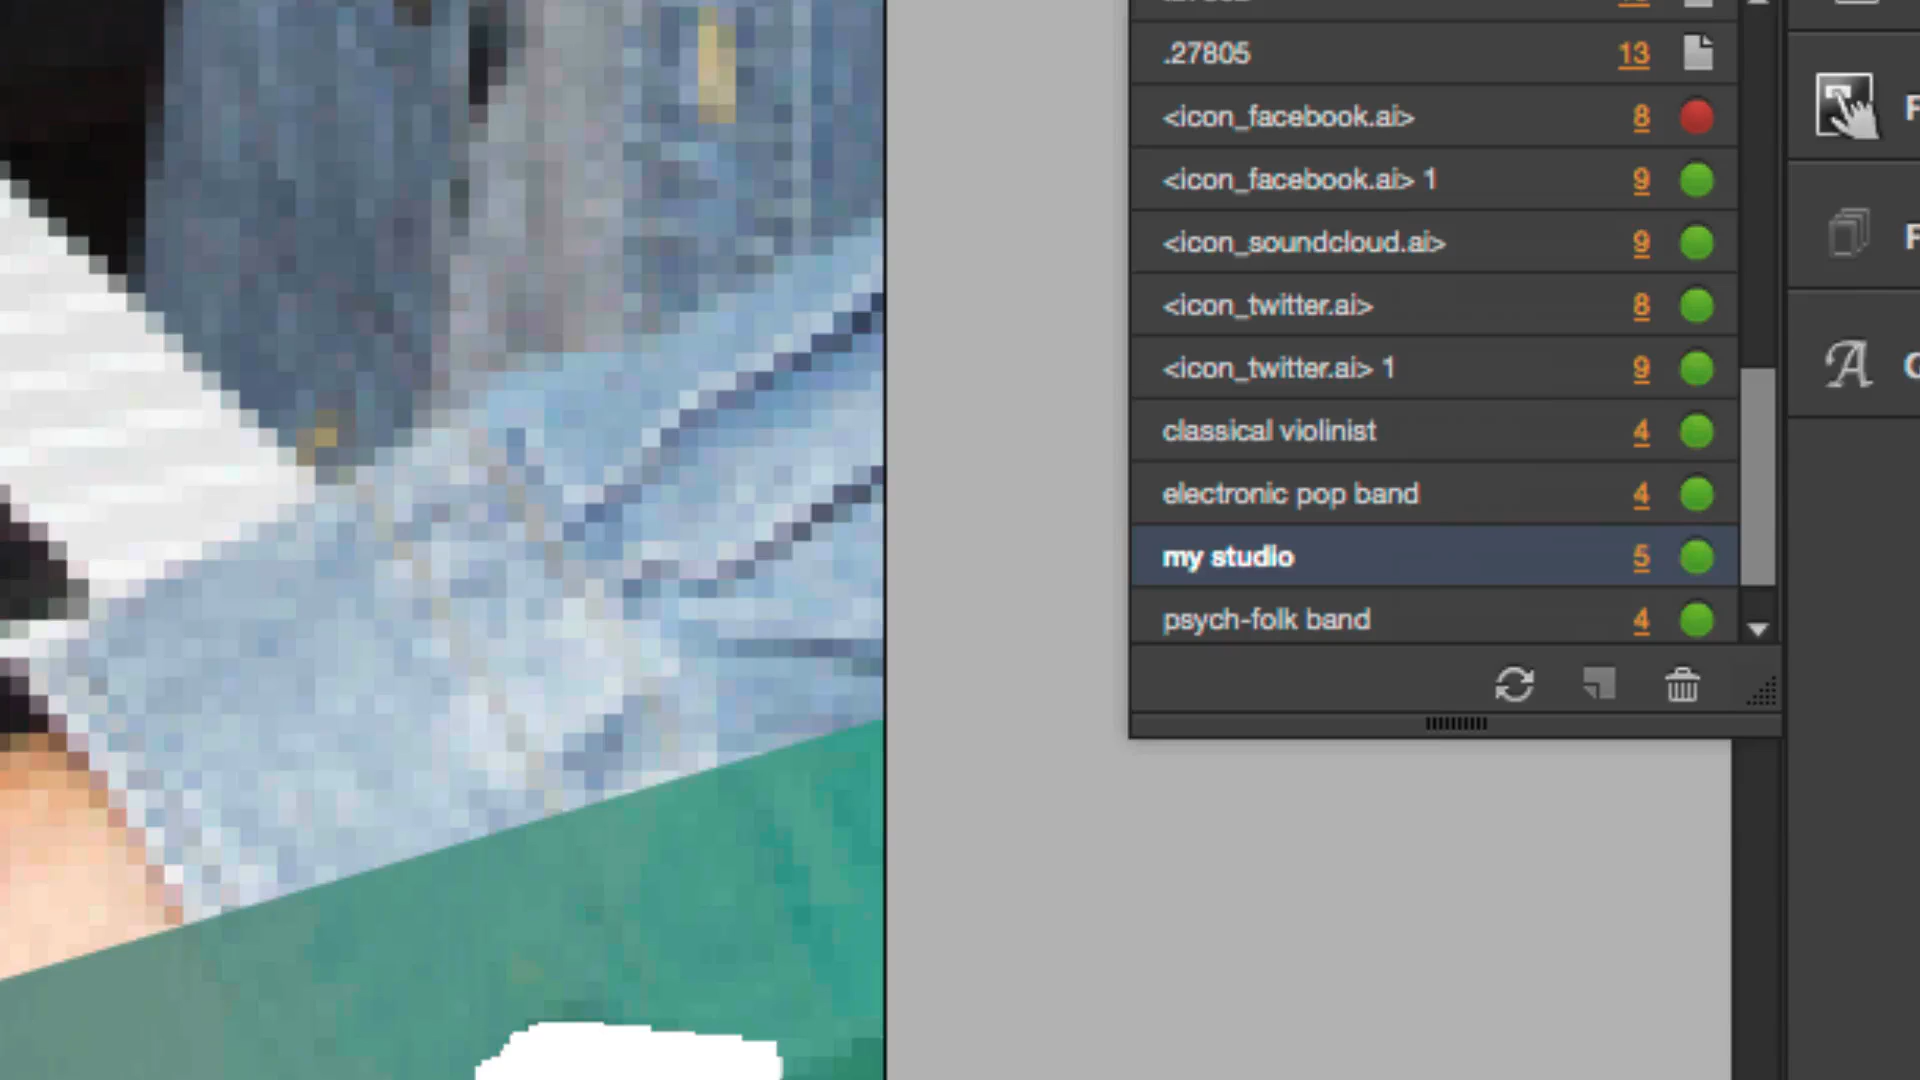 .27805 13
<icon_facebook.ai> 8
<icon_facebook.ai> 1 9
<icon_soundcloud.ai> 9
<icon_twitter.ai> 8
<icon_twitter.ai> 1 9
classical violinist 4
electronic pop band 4
my studio 5
psych-folk band 4